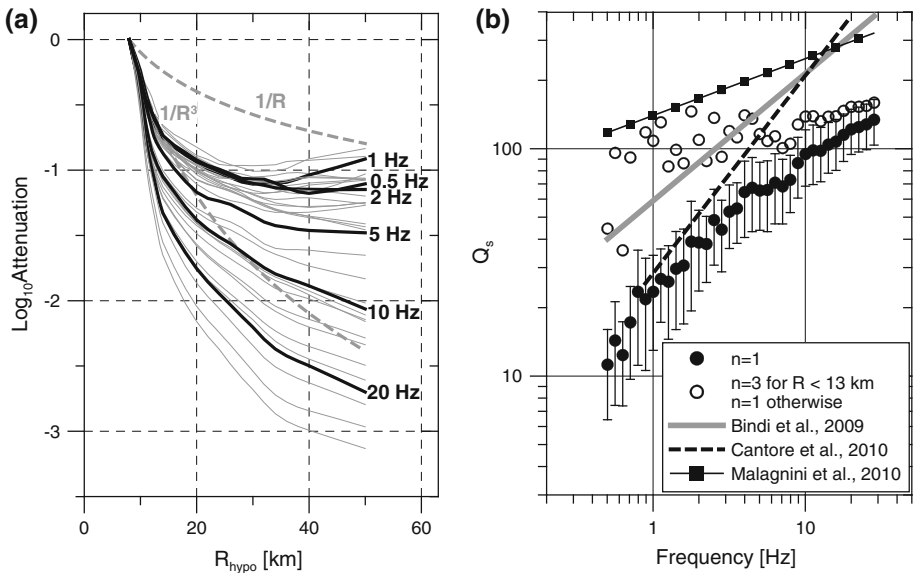 (a)
0
-1
-2
-3
Log₁₀Attenuation
1/R
1/R³
1 Hz
0.5 Hz
2 Hz
5 Hz
10 Hz
20 Hz
0 20 40 60
R_hypo [km]
(b)
100
10
Qₛ
n=1
n=3 for R < 13 km
n=1 otherwise
Bindi et al., 2009
Cantore et al., 2010
Malagnini et al., 2010
1 10
Frequency [Hz]